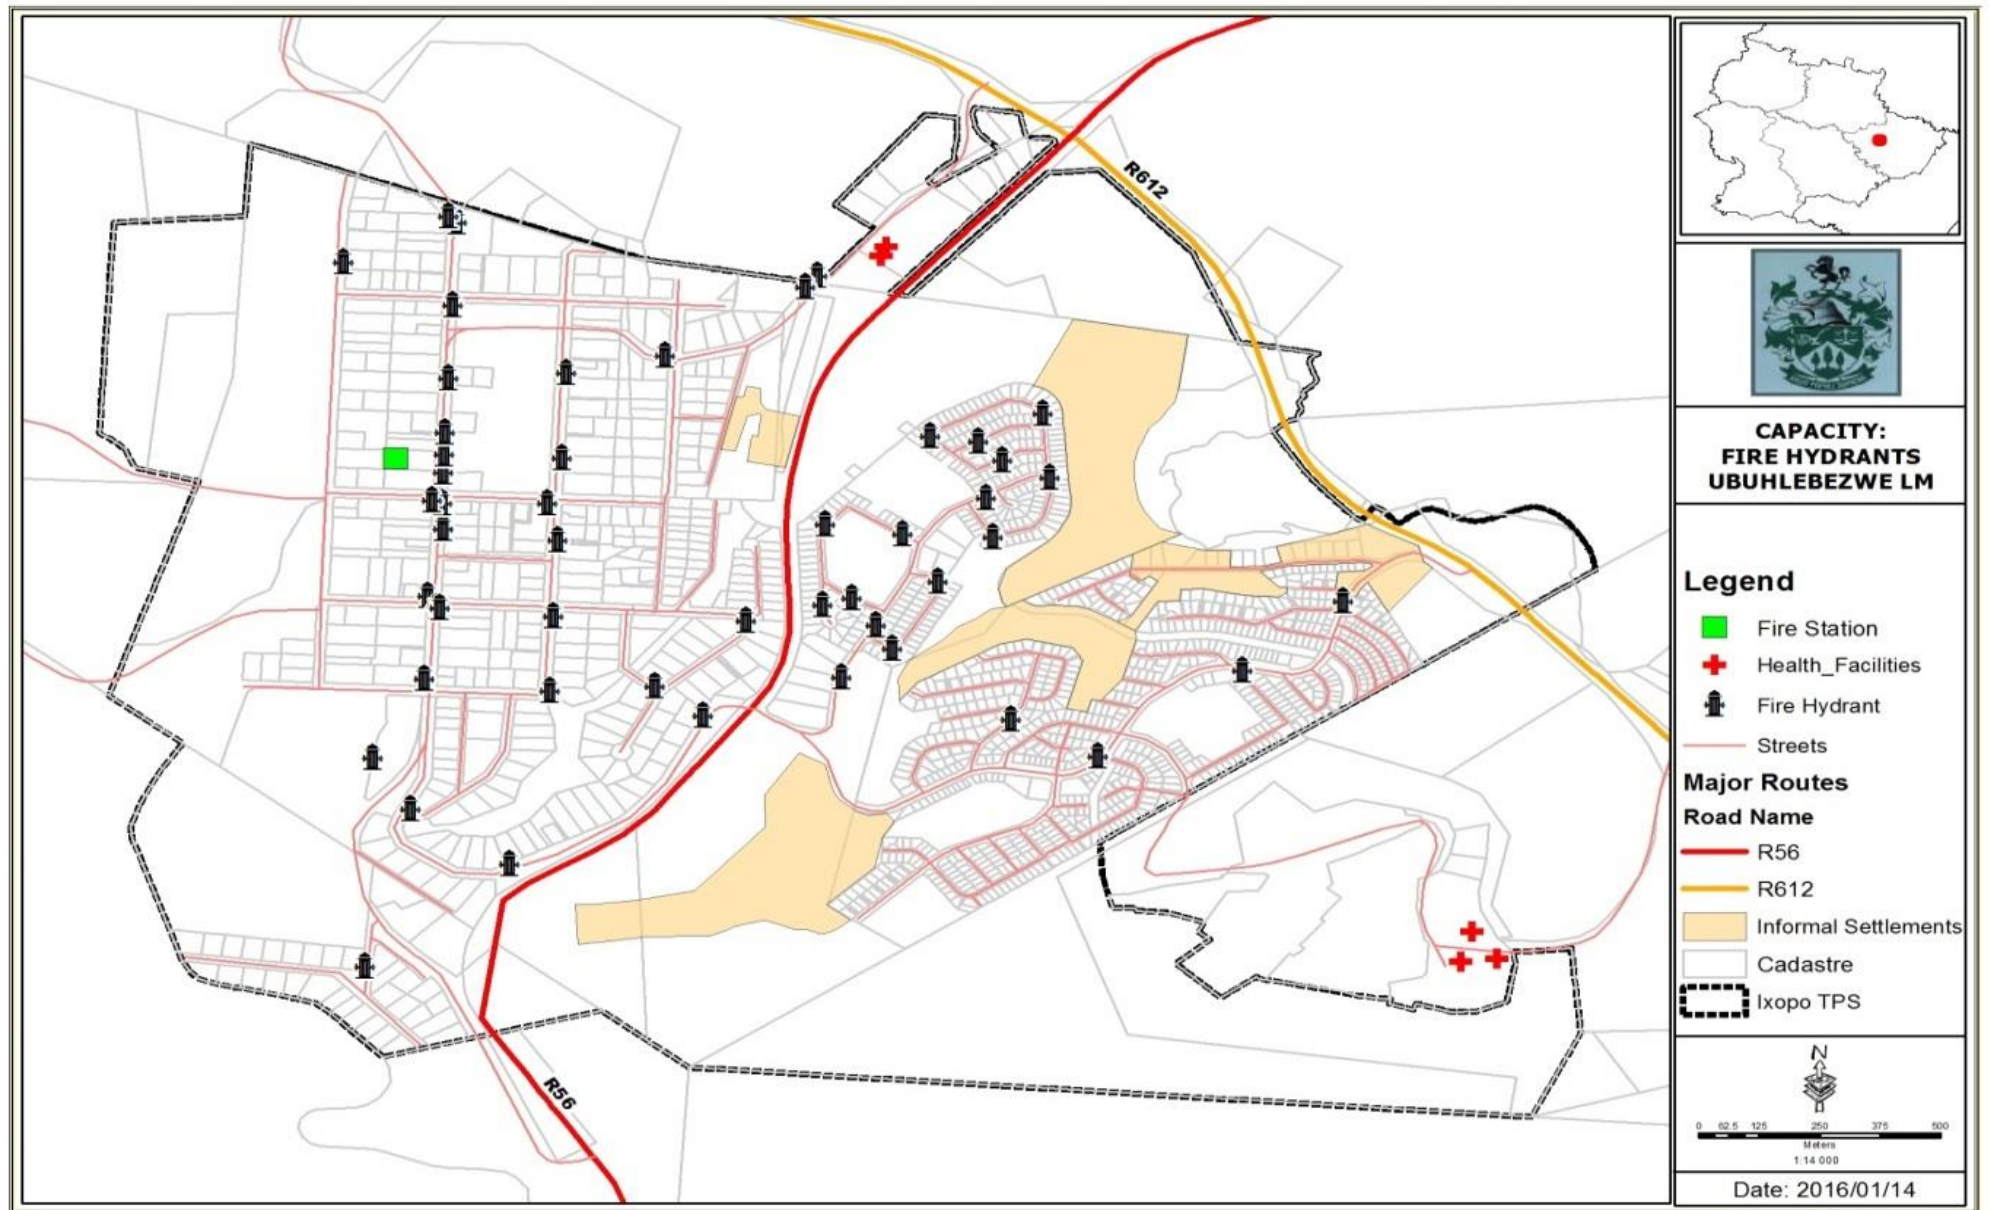 R612
R56
CAPACITY:
FIRE HYDRANTS
UBUHLEBEZWE LM
Legend
Fire Station
Health_Facilities
Fire Hydrant
Streets
Major Routes
Road Name
R56
R612
Informal Settlements
Cadastre
Ixopo TPS
N
0 62.5 125 250 375 500
Meters
1:14 000
Date: 2016/01/14